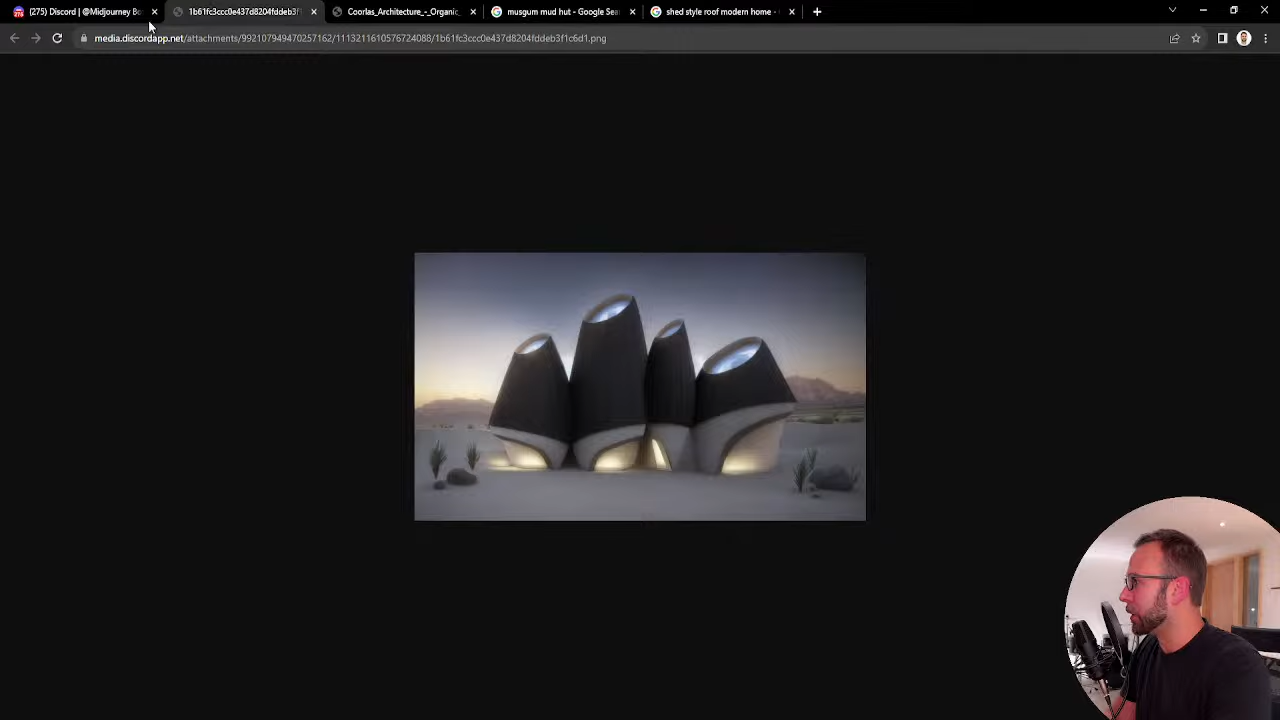 (275) Discord | @Midjourney Bo
1b61fc3ccc0e437d8204fddeb3f
Coorlas_Architecture_-_Organic
musgum mud hut - Google Sea
shed style roof modern home -
media.discordapp.net/attachments/992107949470257162/1113211610576724088/1b61fc3ccc0e437d8204fddeb3f1c6d1.png